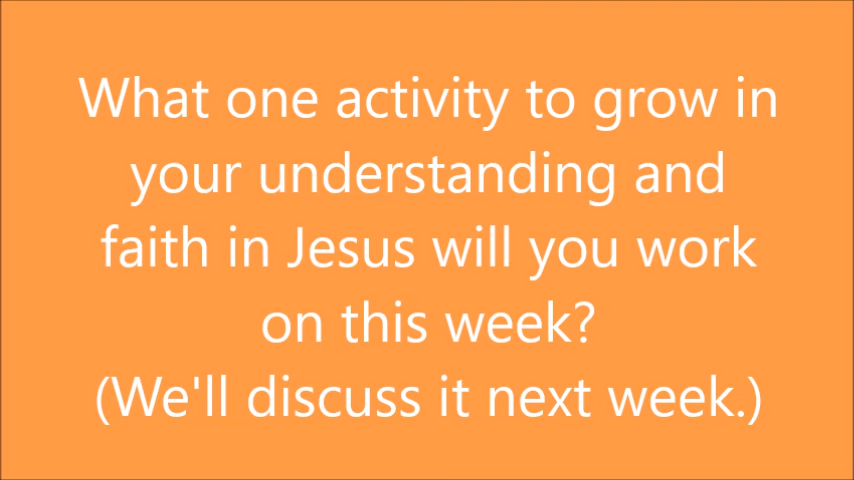 What one activity to grow in
your understanding and
faith in Jesus will you work
on this week?
(We'll discuss it next week.)